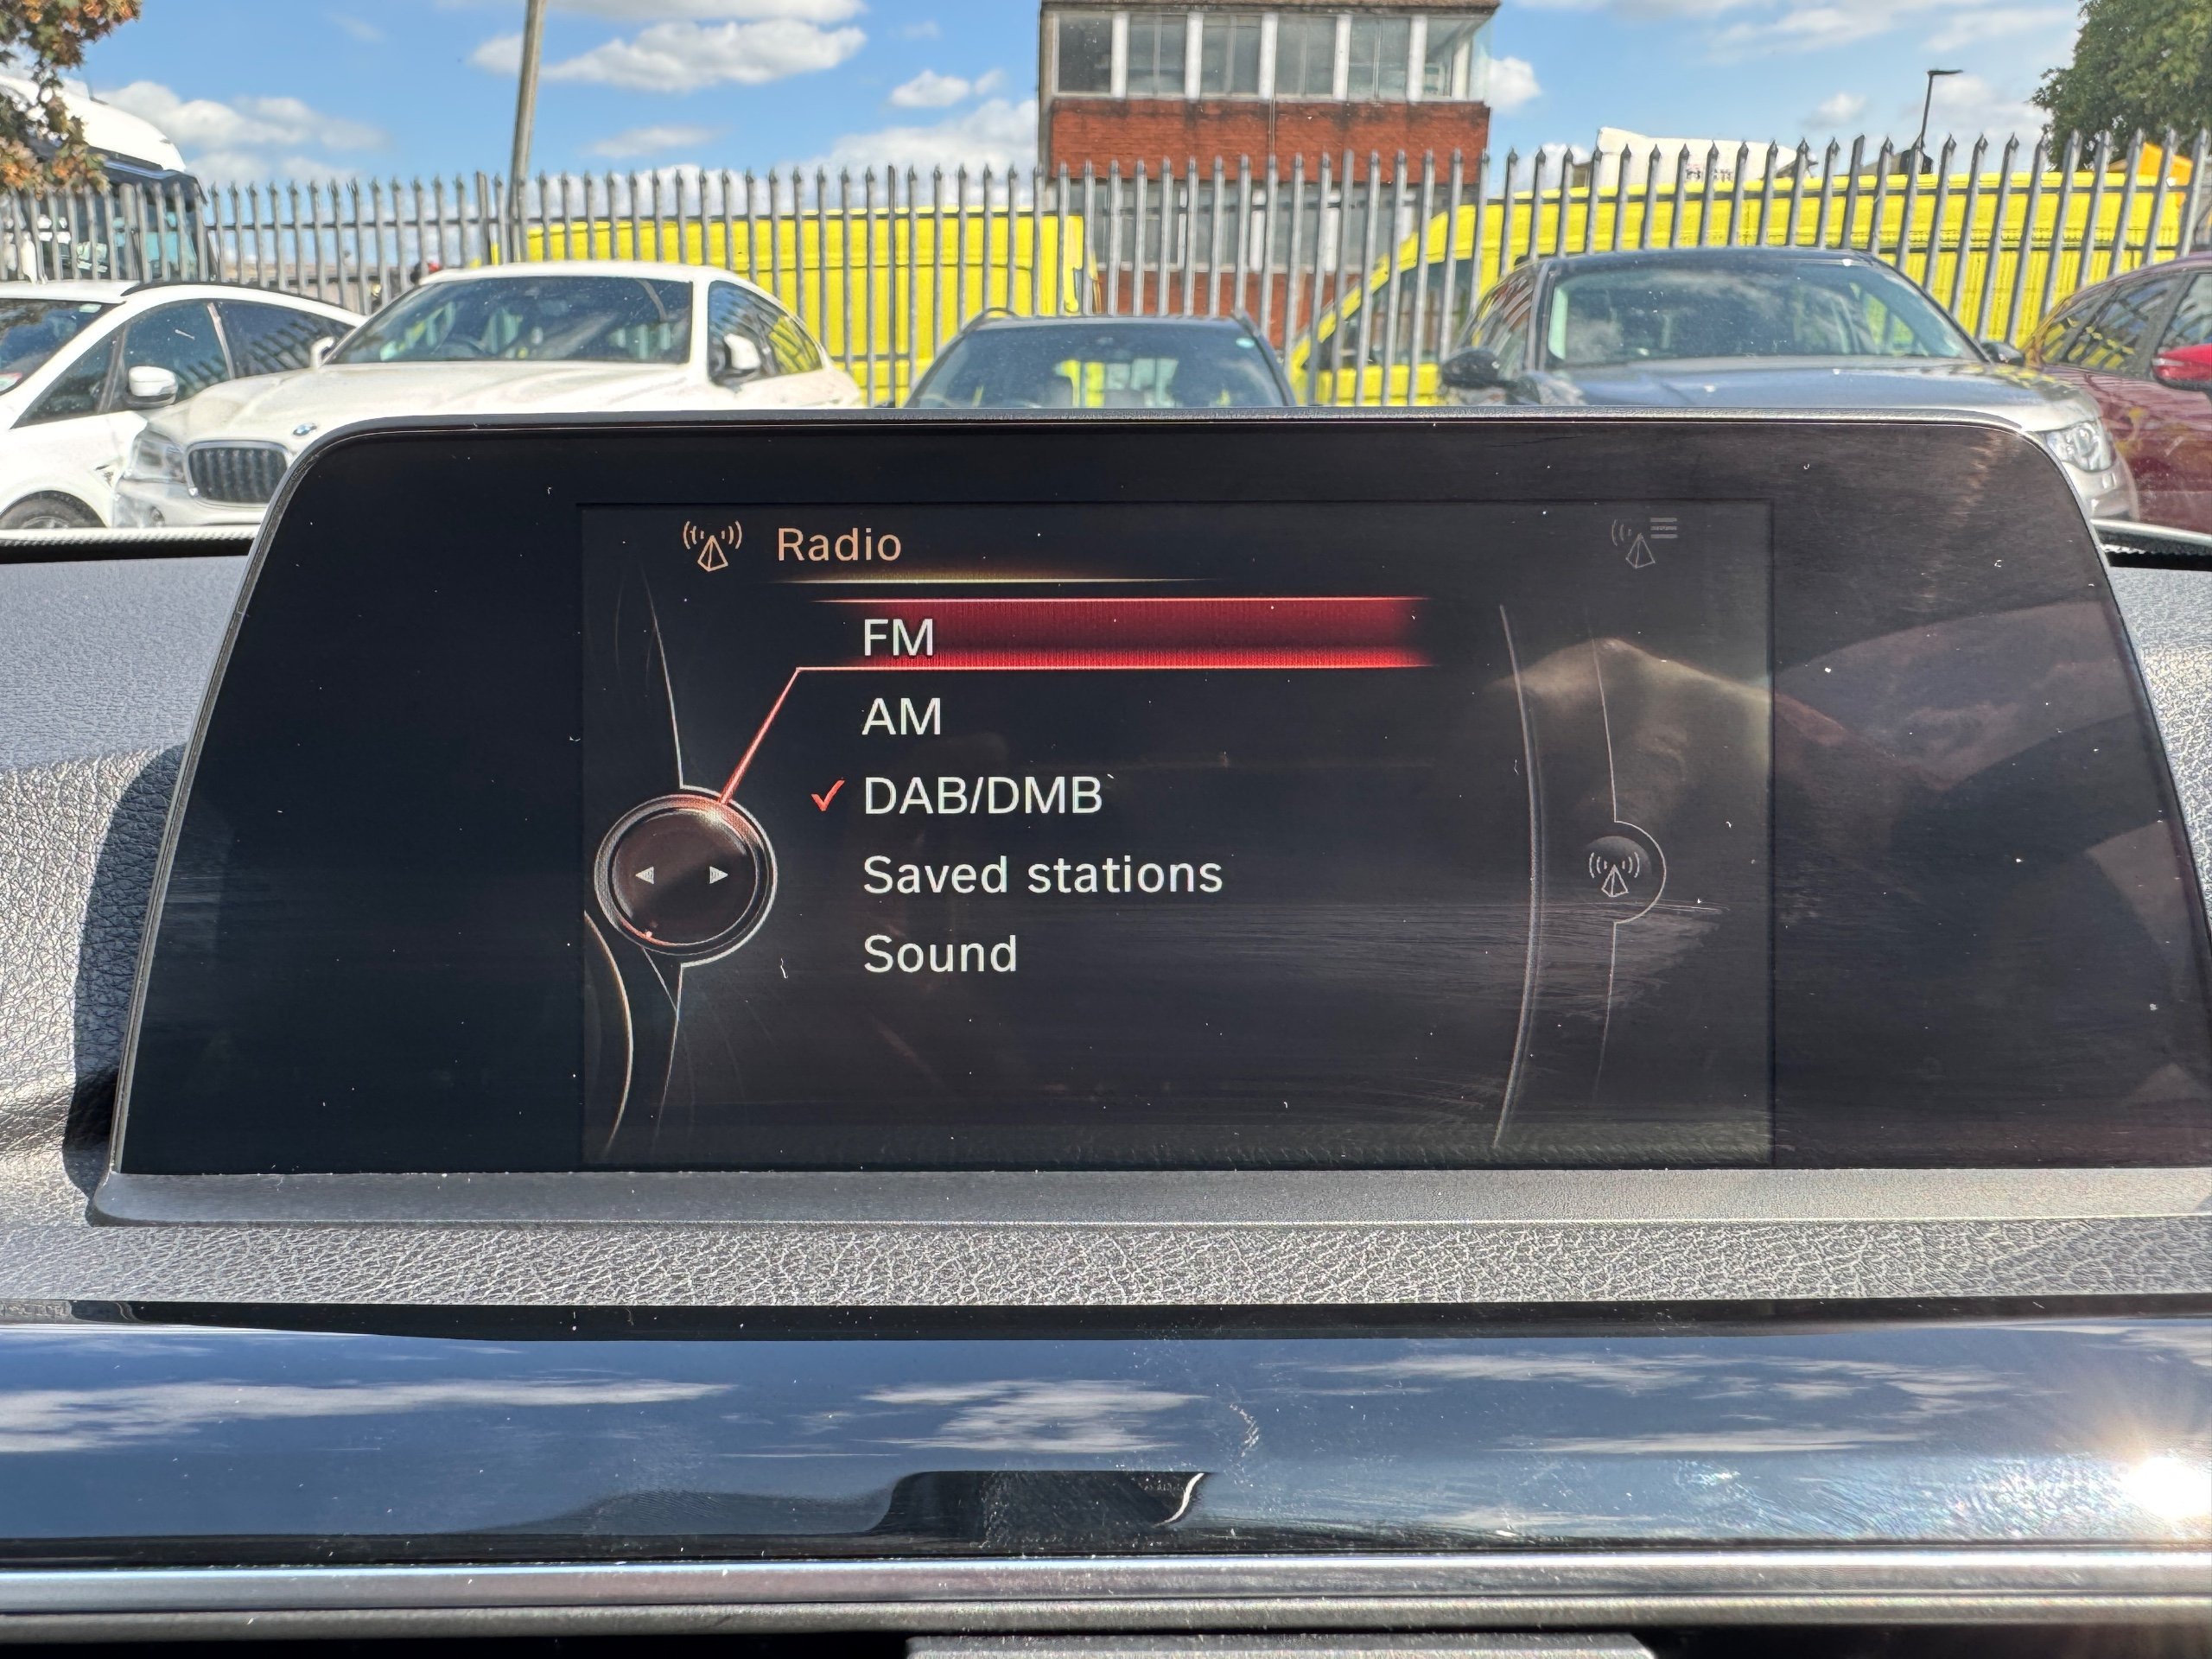 Radio
FM
AM
DAB/DMB
Saved stations
Sound